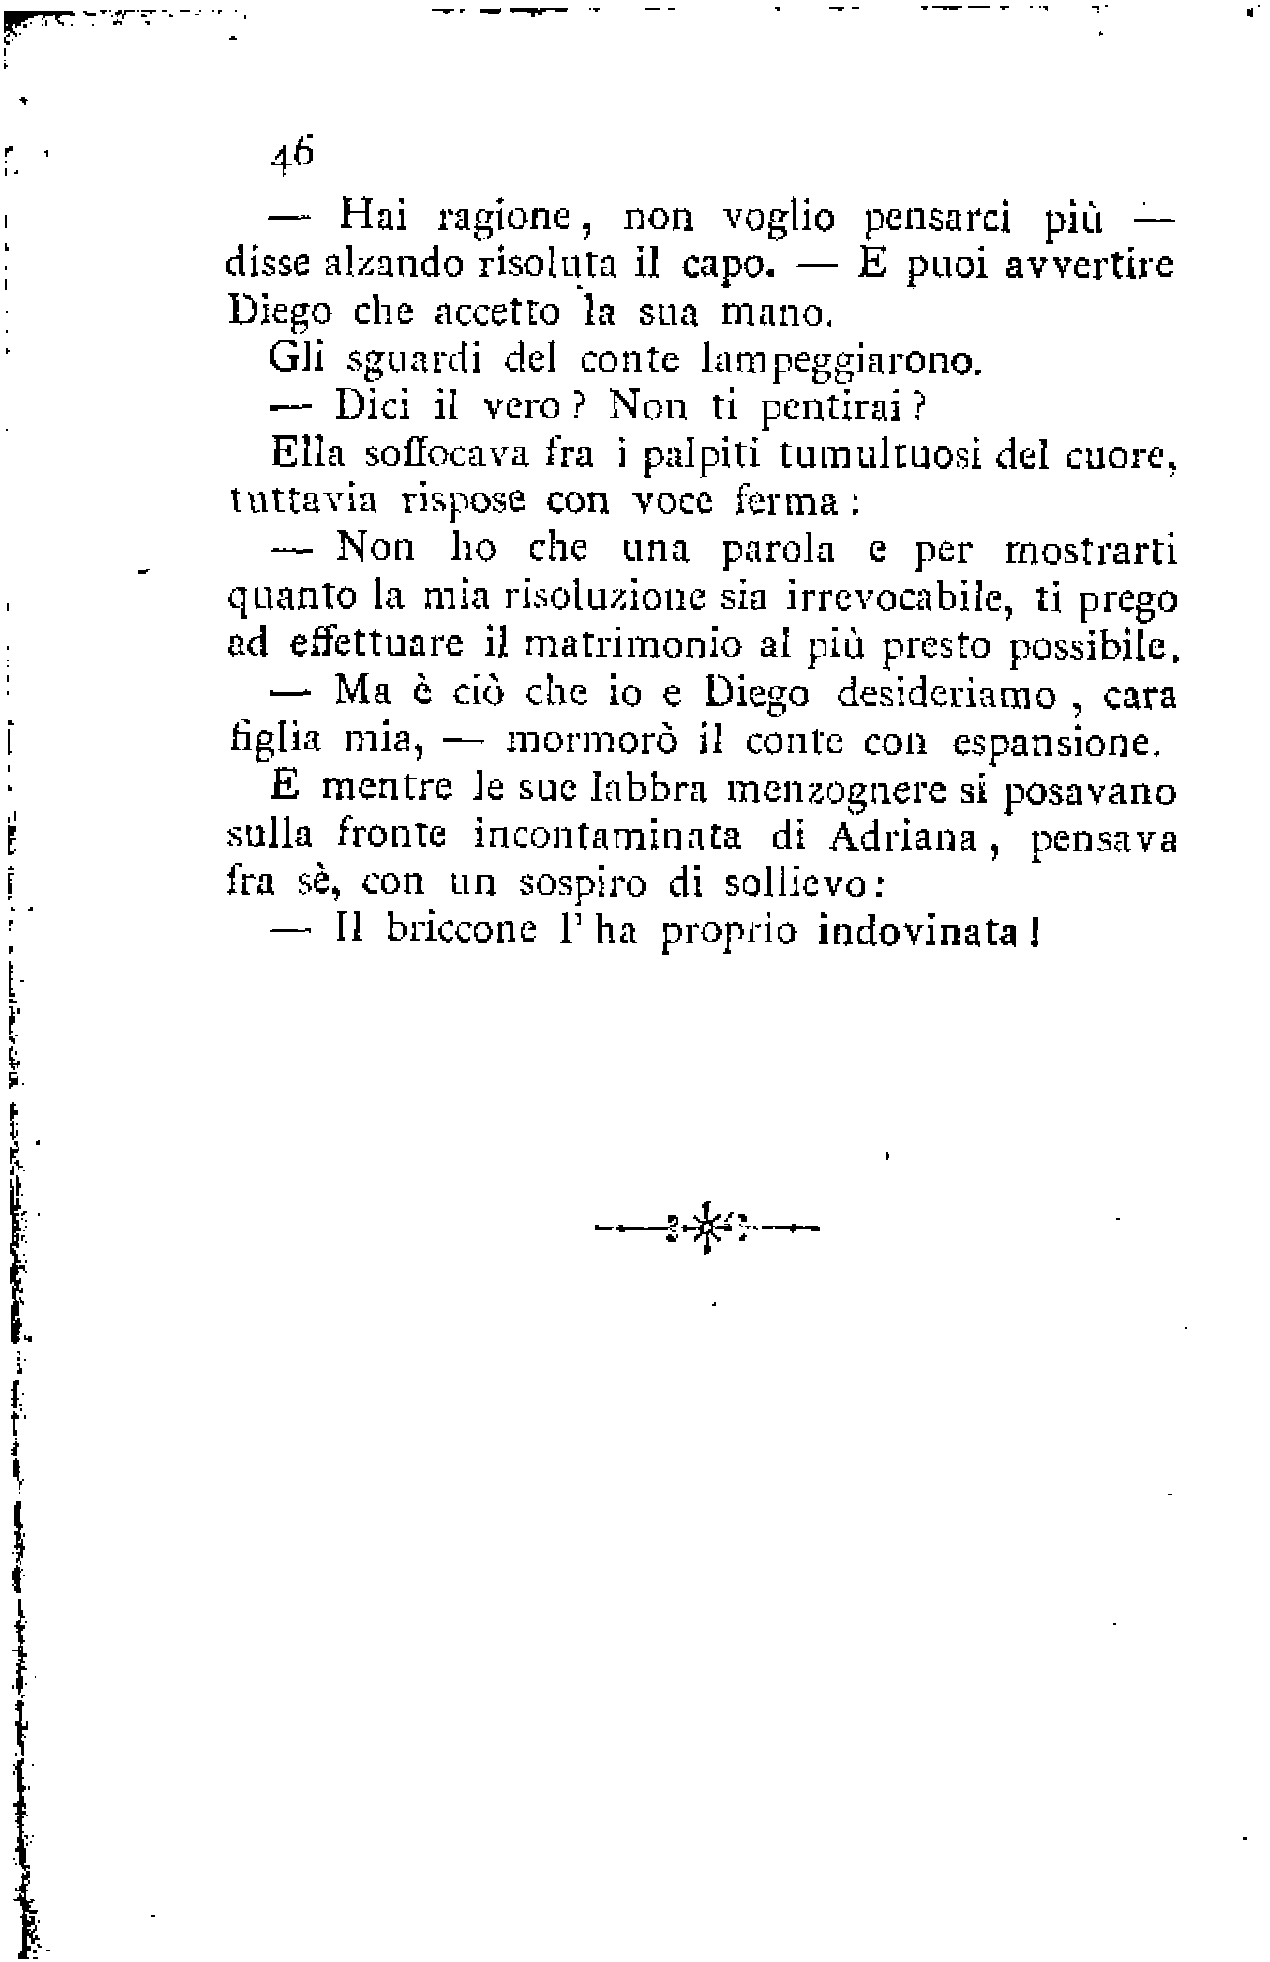 46
— Hai ragione, non voglio pensarci più —
disse alzando risoluta il capo. — E puoi avvertire
Diego che accetto la sua mano.
Gli sguardi del conte lampeggiarono.
— Dici il vero? Non ti pentirai?
Ella soffocava fra i palpiti tumultuosi del cuore,
tuttavia rispose con voce ferma:
— Non ho che una parola e per mostrarti
quanto la mia risoluzione sia irrevocabile, ti prego
ad effettuare il matrimonio al più presto possibile.
— Ma è ciò che io e Diego desideriamo, cara
figlia mia, — mormorò il conte con espansione.
E mentre le sue labbra menzognere si posavano
sulla fronte incontaminata di Adriana, pensava
fra sè, con un sospiro di sollievo:
— Il briccone l'ha proprio indovinata!